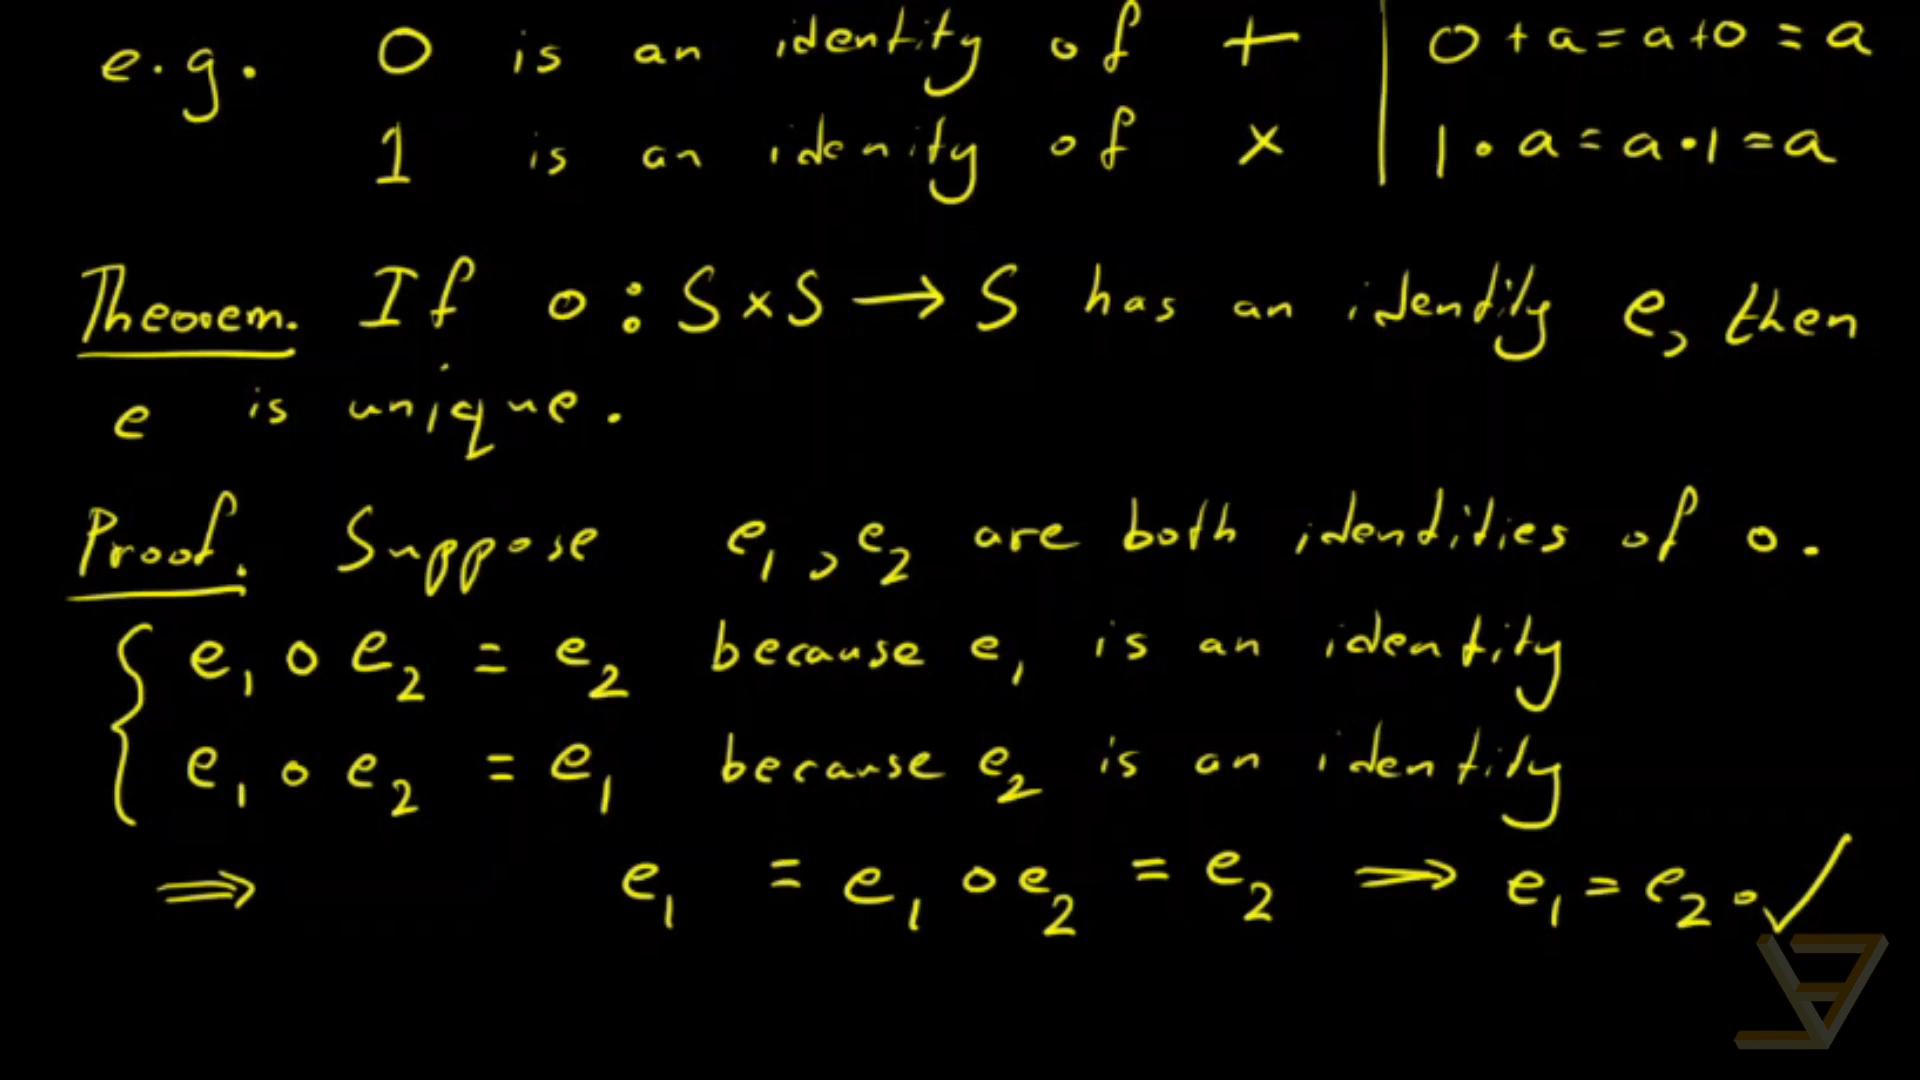 e.g. 0 is an identity of + | 0 + a = a + 0 = a
1 is an idenity of × | 1 · a = a · 1 = a
Theorem. If o : S × S → S has an identity e, then
e is unique.
Proof. Suppose e₁, e₂ are both identities of o.
{ e₁ o e₂ = e₂ because e₁ is an identity
e₁ o e₂ = e₁ because e₂ is an identity
⇒ e₁ = e₁ o e₂ = e₂ ⇒ e₁ = e₂. ✓